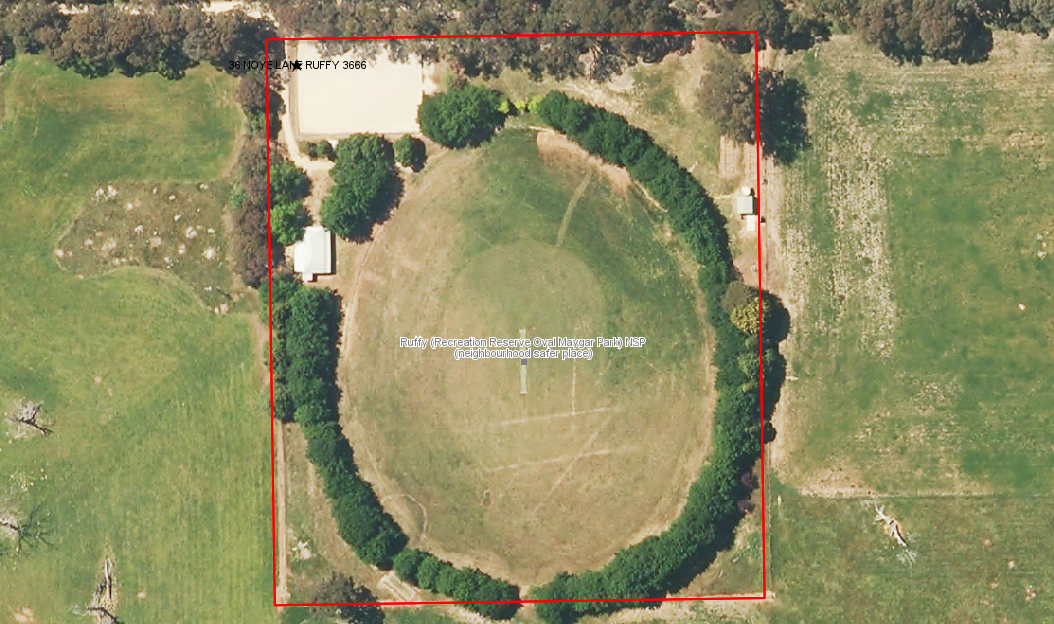 36 NOYE LANE RUFFY 3666
Ruffy (Recreation Reserve Oval Maygar Park) NSP
(neighbourhood safer place)